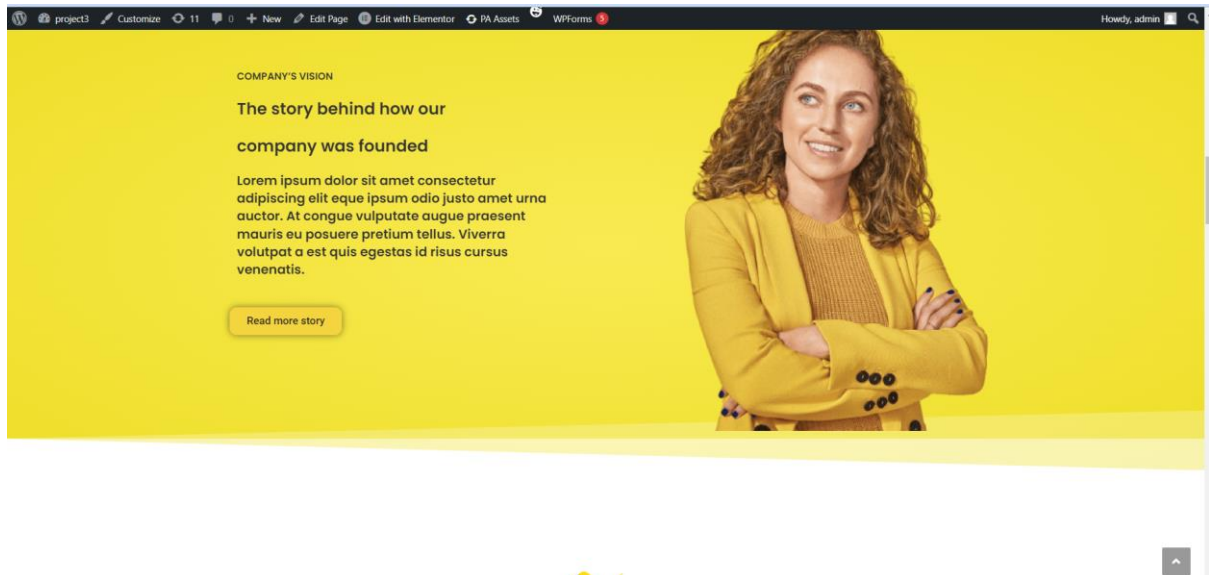 project3 Customize 11 0 + New Edit Page Edit with Elementor PA Assets WPForms 5 Howdy, admin
COMPANY'S VISION
The story behind how our
company was founded
Lorem ipsum dolor sit amet consectetur
adipiscing elit eque ipsum odio justo amet urna
auctor. At congue vulputate augue praesent
mauris eu posuere pretium tellus. Viverra
volutpat a est quis egestas id risus cursus
venenatis.
Read more story